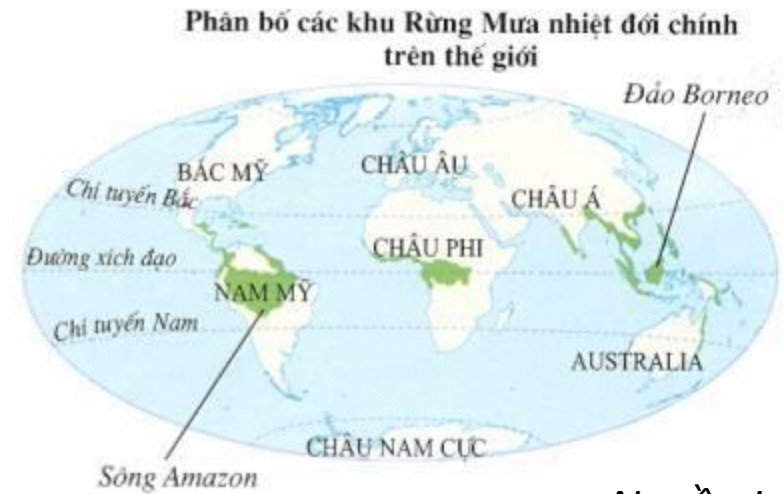 Phân bố các khu Rừng Mưa nhiệt đới chính
trên thế giới
Đảo Borneo
BẮC MỸ
CHÂU ÂU
Chí tuyến Bắc
CHÂU Á
Đường xích đạo
CHÂU PHI
NAM MỸ
Chí tuyến Nam
AUSTRALIA
CHÂU NAM CỰC
Sông Amazon